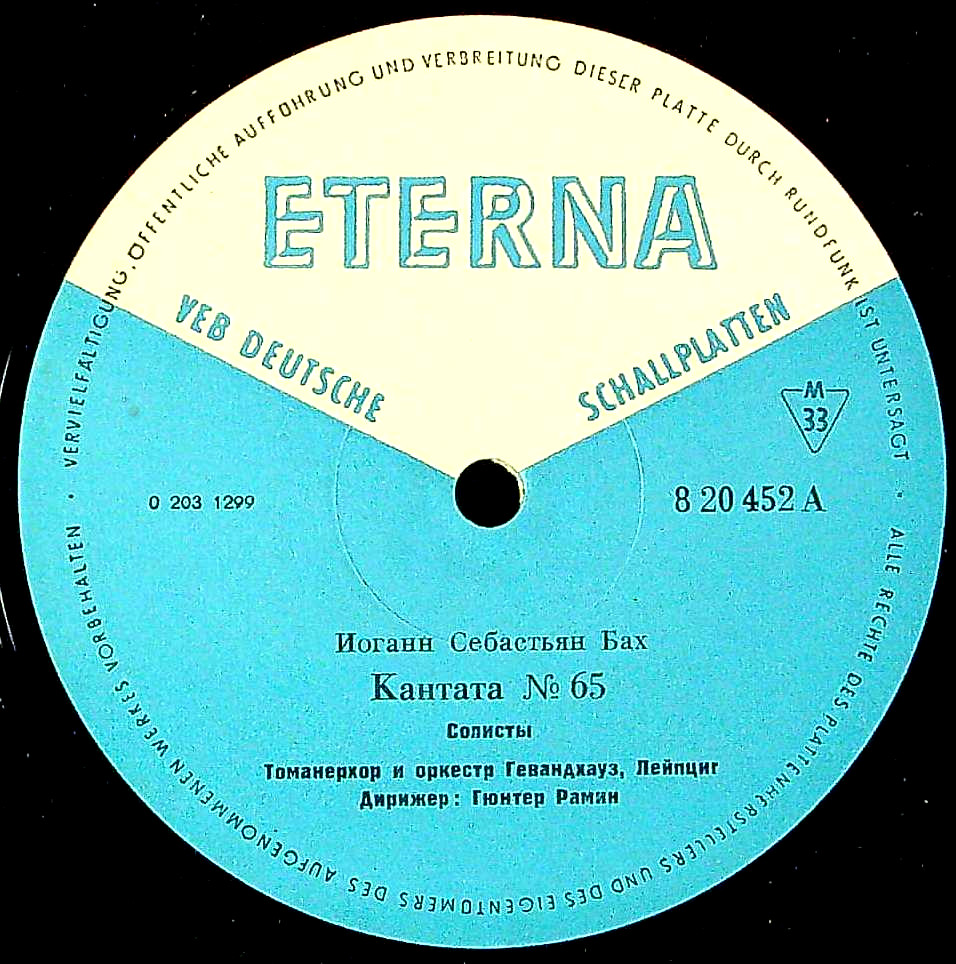 ALLE RECHTE DES PLATTENHERSTELLERS UND DES EIGENTÜMERS DES AUFGENOMMENEN WERKES VORBEHALTEN · VERVIELFÄLTIGUNG, ÖFFENTLICHE AUFFÜHRUNG UND VERBREITUNG DIESER PLATTE DURCH RUNDFUNK IST UNTERSAGT ·
ETERNA
VEB DEUTSCHE SCHALLPLATTEN
M
33
0 203 1299
8 20 452 A
Иоганн Себастьян Бах
Кантата № 65
Солисты
Томанерхор и оркестр Гевандхауз, Лейпциг
Дирижер: Гюнтер Рамин